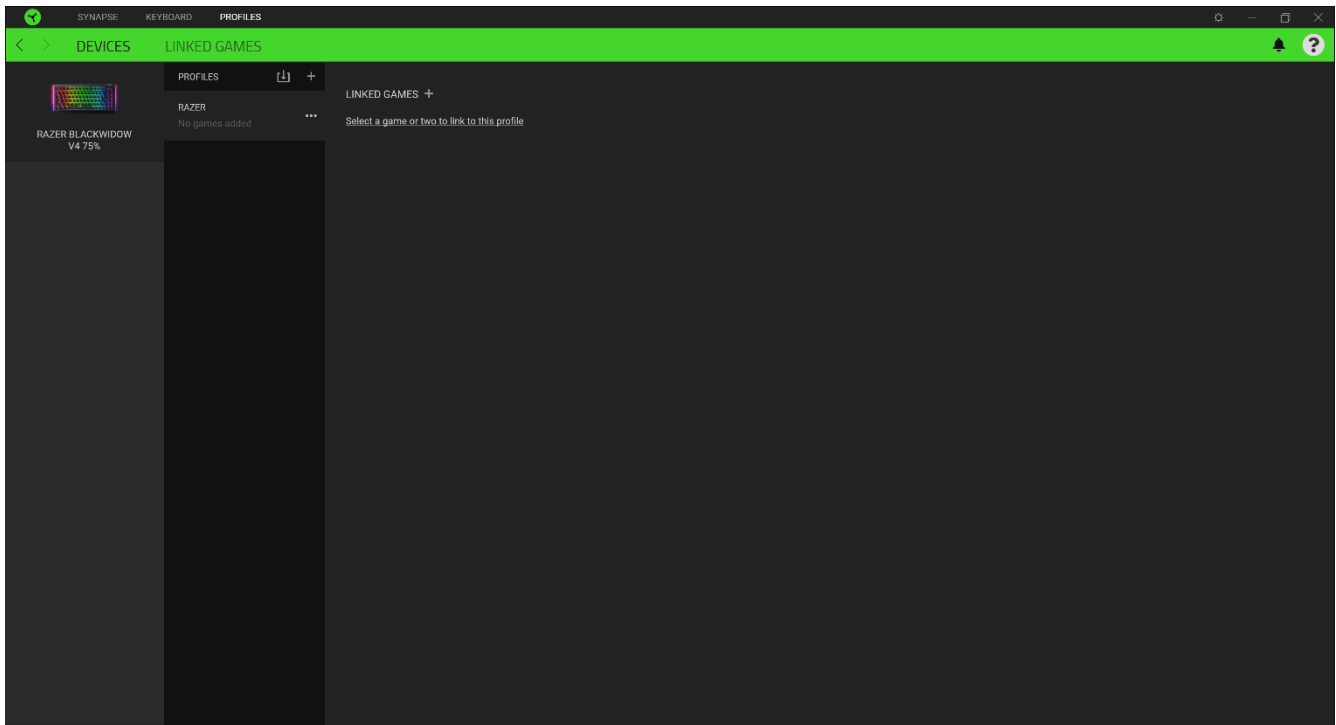 SYNAPSE KEYBOARD PROFILES
DEVICES LINKED GAMES
?
RAZER BLACKWIDOW
V4 75%
PROFILES
RAZER
No games added
LINKED GAMES +
Select a game or two to link to this profile